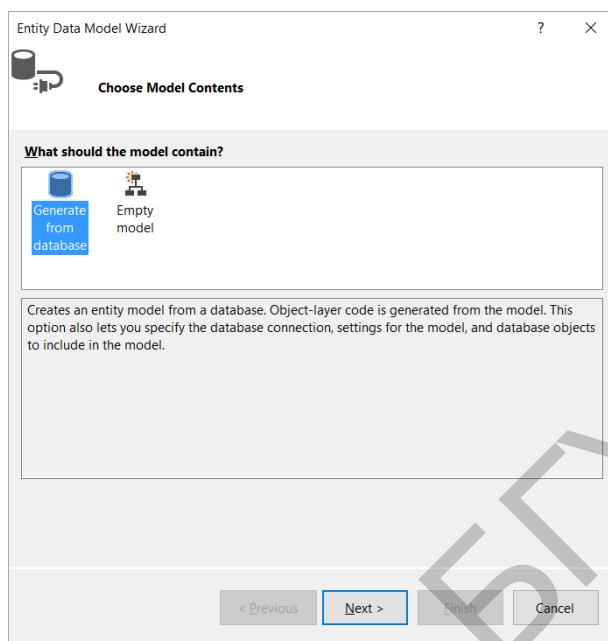 Entity Data Model Wizard ? ×
Choose Model Contents
What should the model contain?
Generate
from
database
Empty
model
Creates an entity model from a database. Object-layer code is generated from the model. This
option also lets you specify the database connection, settings for the model, and database objects
to include in the model.
< Previous Next > Finish Cancel
БГУ